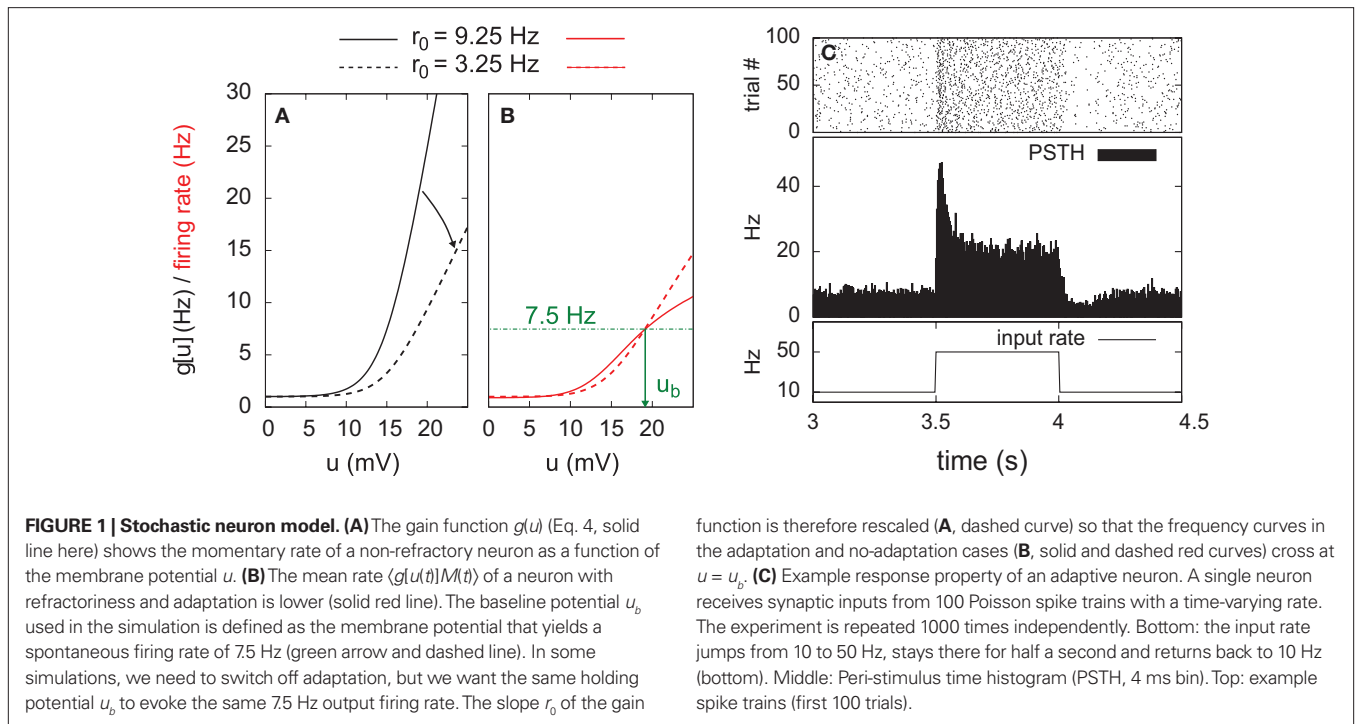 r0 = 9.25 Hz
r0 = 3.25 Hz
30
25
20
15
10
5
0
g[u] (Hz) / firing rate (Hz)
A
0 5 10 15 20
u (mV)
B
7.5 Hz
ub
0 5 10 15 20
u (mV)
C
100
50
0
trial #
PSTH
40
20
0
Hz
input rate
50
10
Hz
3 3.5 4 4.5
time (s)
FIGURE 1 | Stochastic neuron model. (A) The gain function g(u) (Eq. 4, solid
line here) shows the momentary rate of a non-refractory neuron as a function of
the membrane potential u. (B) The mean rate ⟨g[u(t)]M(t)⟩ of a neuron with
refractoriness and adaptation is lower (solid red line). The baseline potential ub
used in the simulation is defined as the membrane potential that yields a
spontaneous firing rate of 7.5 Hz (green arrow and dashed line). In some
simulations, we need to switch off adaptation, but we want the same holding
potential ub to evoke the same 7.5 Hz output firing rate. The slope r0 of the gain
function is therefore rescaled (A, dashed curve) so that the frequency curves in
the adaptation and no-adaptation cases (B, solid and dashed red curves) cross at
u = ub. (C) Example response property of an adaptive neuron. A single neuron
receives synaptic inputs from 100 Poisson spike trains with a time-varying rate.
The experiment is repeated 1000 times independently. Bottom: the input rate
jumps from 10 to 50 Hz, stays there for half a second and returns back to 10 Hz
(bottom). Middle: Peri-stimulus time histogram (PSTH, 4 ms bin). Top: example
spike trains (first 100 trials).